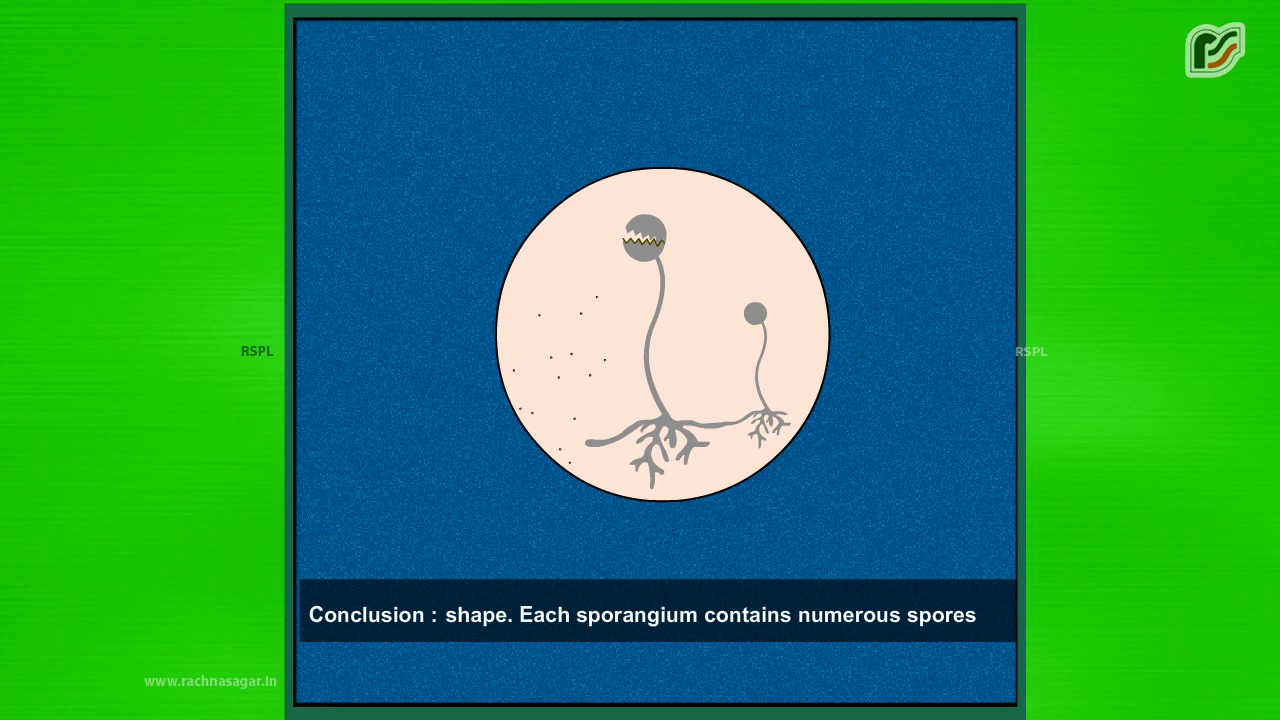 RSPL
RSPL
Conclusion : shape. Each sporangium contains numerous spores
www.rachnasagar.in